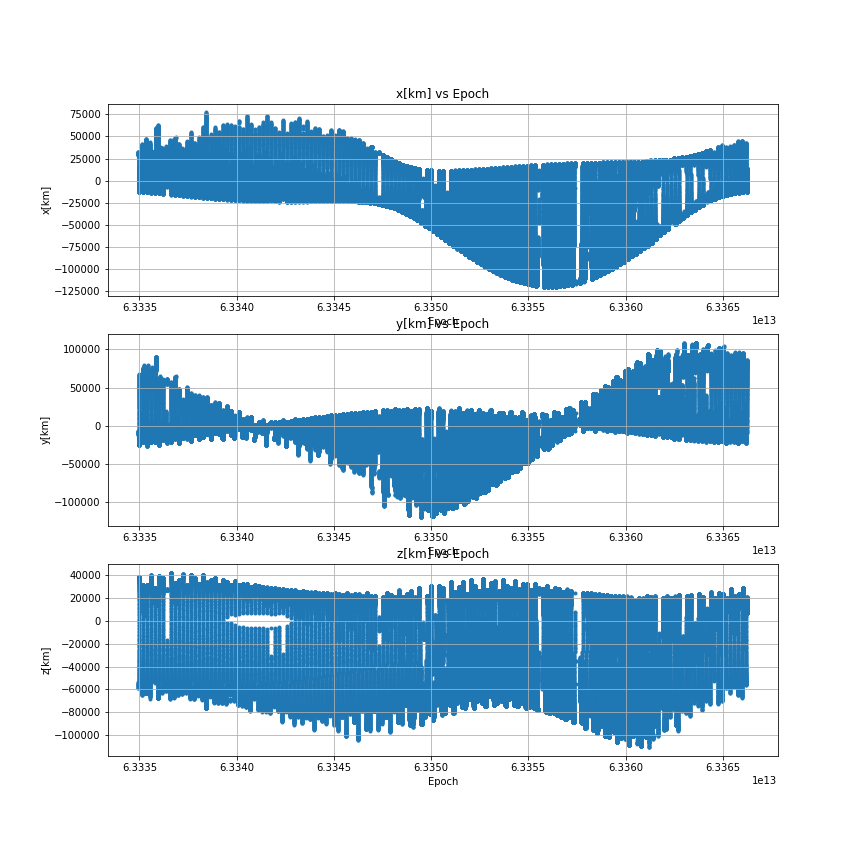 x[km] vs Epoch
x[km]
75000
50000
25000
0
−25000
−50000
−75000
−100000
−125000
6.3335 6.3340 6.3345 6.3350 6.3355 6.3360 6.3365
1e13
Epoch
y[km] vs Epoch
y[km]
100000
50000
0
−50000
−100000
6.3335 6.3340 6.3345 6.3350 6.3355 6.3360 6.3365
1e13
Epoch
z[km] vs Epoch
z[km]
40000
20000
0
−20000
−40000
−60000
−80000
−100000
6.3335 6.3340 6.3345 6.3350 6.3355 6.3360 6.3365
1e13
Epoch